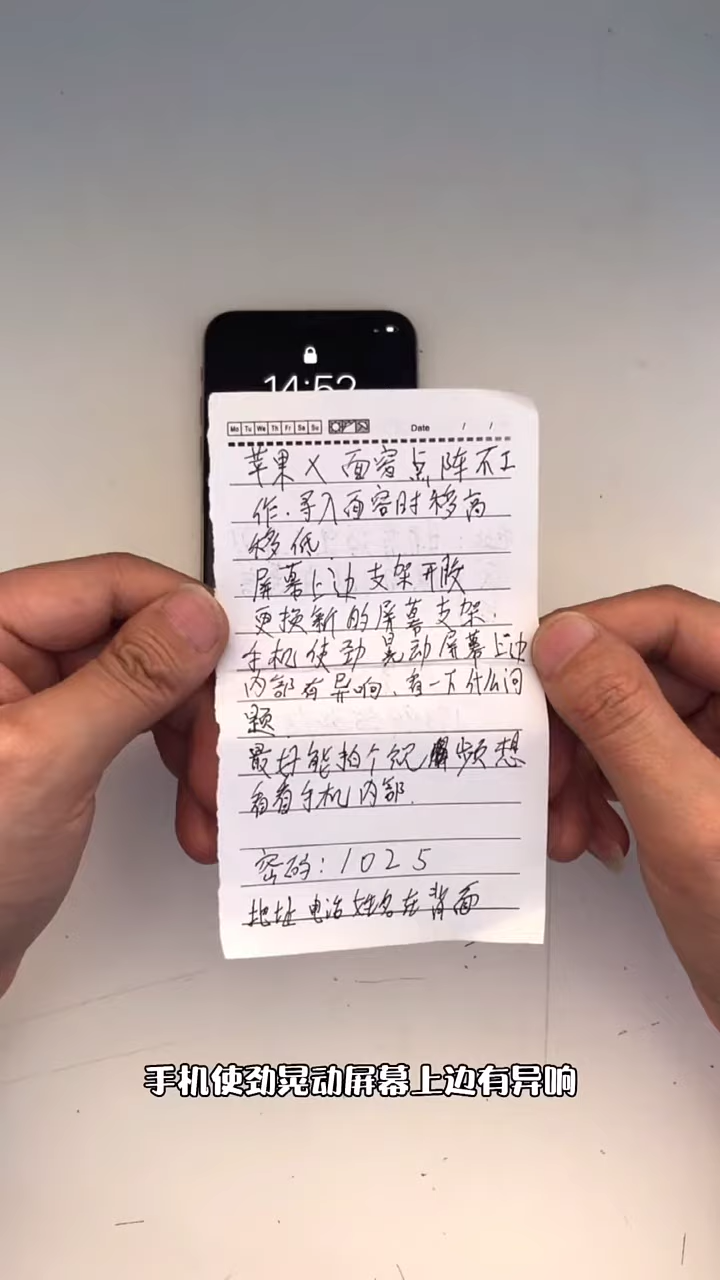 14:52
Mo Tu We Th Fr Sa Su
Date / /
苹果X 面容点阵不工
作.录入面容时移高
移低.
屏幕上边支架开胶
更换新的屏幕支架.
手机使劲晃动屏幕上边
内部有异响.看一下什么问
题.
最好能拍个视频想
看看手机内部.
密码:1025
地址电话姓名在背面
手机使劲晃动屏幕上边有异响